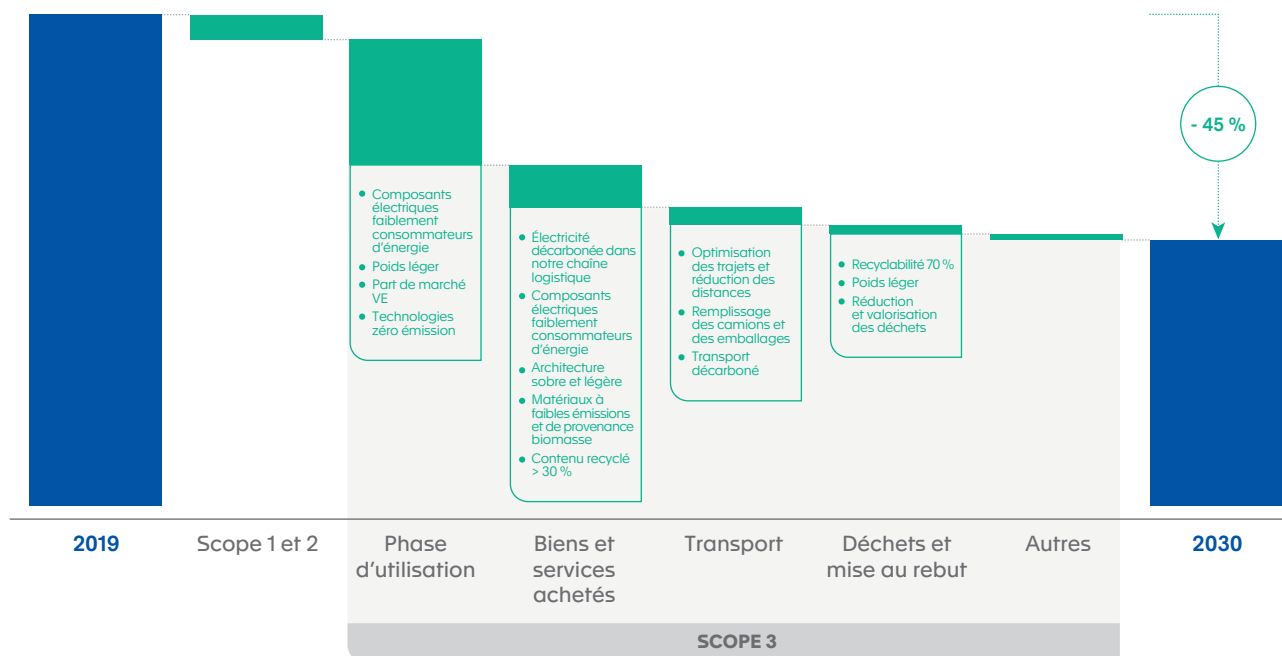 - 45 %
• Composants
électriques
faiblement
consommateurs
d'énergie
• Poids léger
• Part de marché
VE
• Technologies
zéro émission
• Électricité
décarbonée dans
notre chaîne
logistique
• Composants
électriques
faiblement
consommateurs
d'énergie
• Architecture
sobre et légère
• Matériaux à
faibles émissions
et de provenance
biomasse
• Contenu recyclé
> 30 %
• Optimisation
des trajets et
réduction des
distances
• Remplissage
des camions et
des emballages
• Transport
décarboné
• Recyclabilité 70 %
• Poids léger
• Réduction
et valorisation
des déchets
2019
Scope 1 et 2
Phase
d'utilisation
Biens et
services
achetés
Transport
Déchets et
mise au rebut
Autres
2030
SCOPE 3